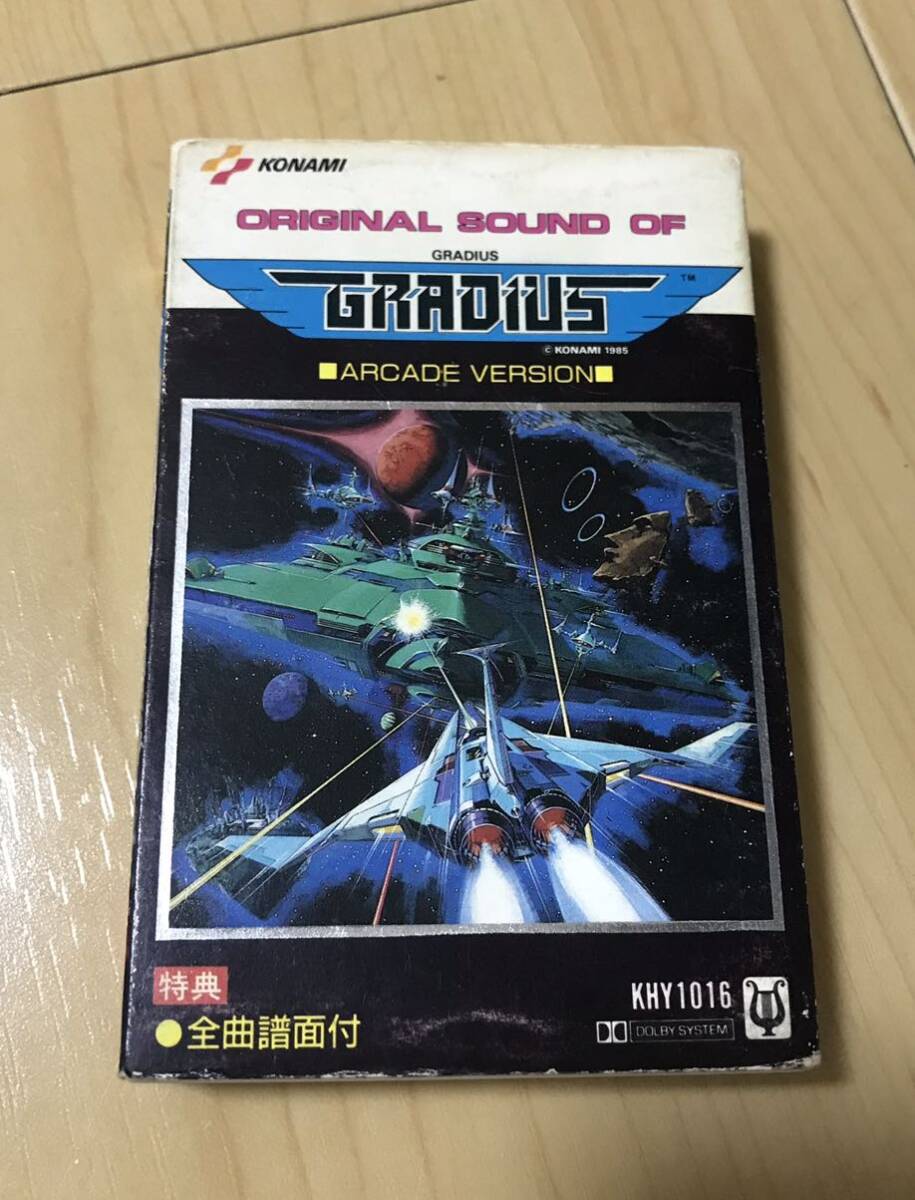 KONAMI
ORIGINAL SOUND OF
GRADIUS
GRADIUS TM
© KONAMI 1985
■ARCADE VERSION■
特典
●全曲譜面付
KHY1016
DOLBY SYSTEM